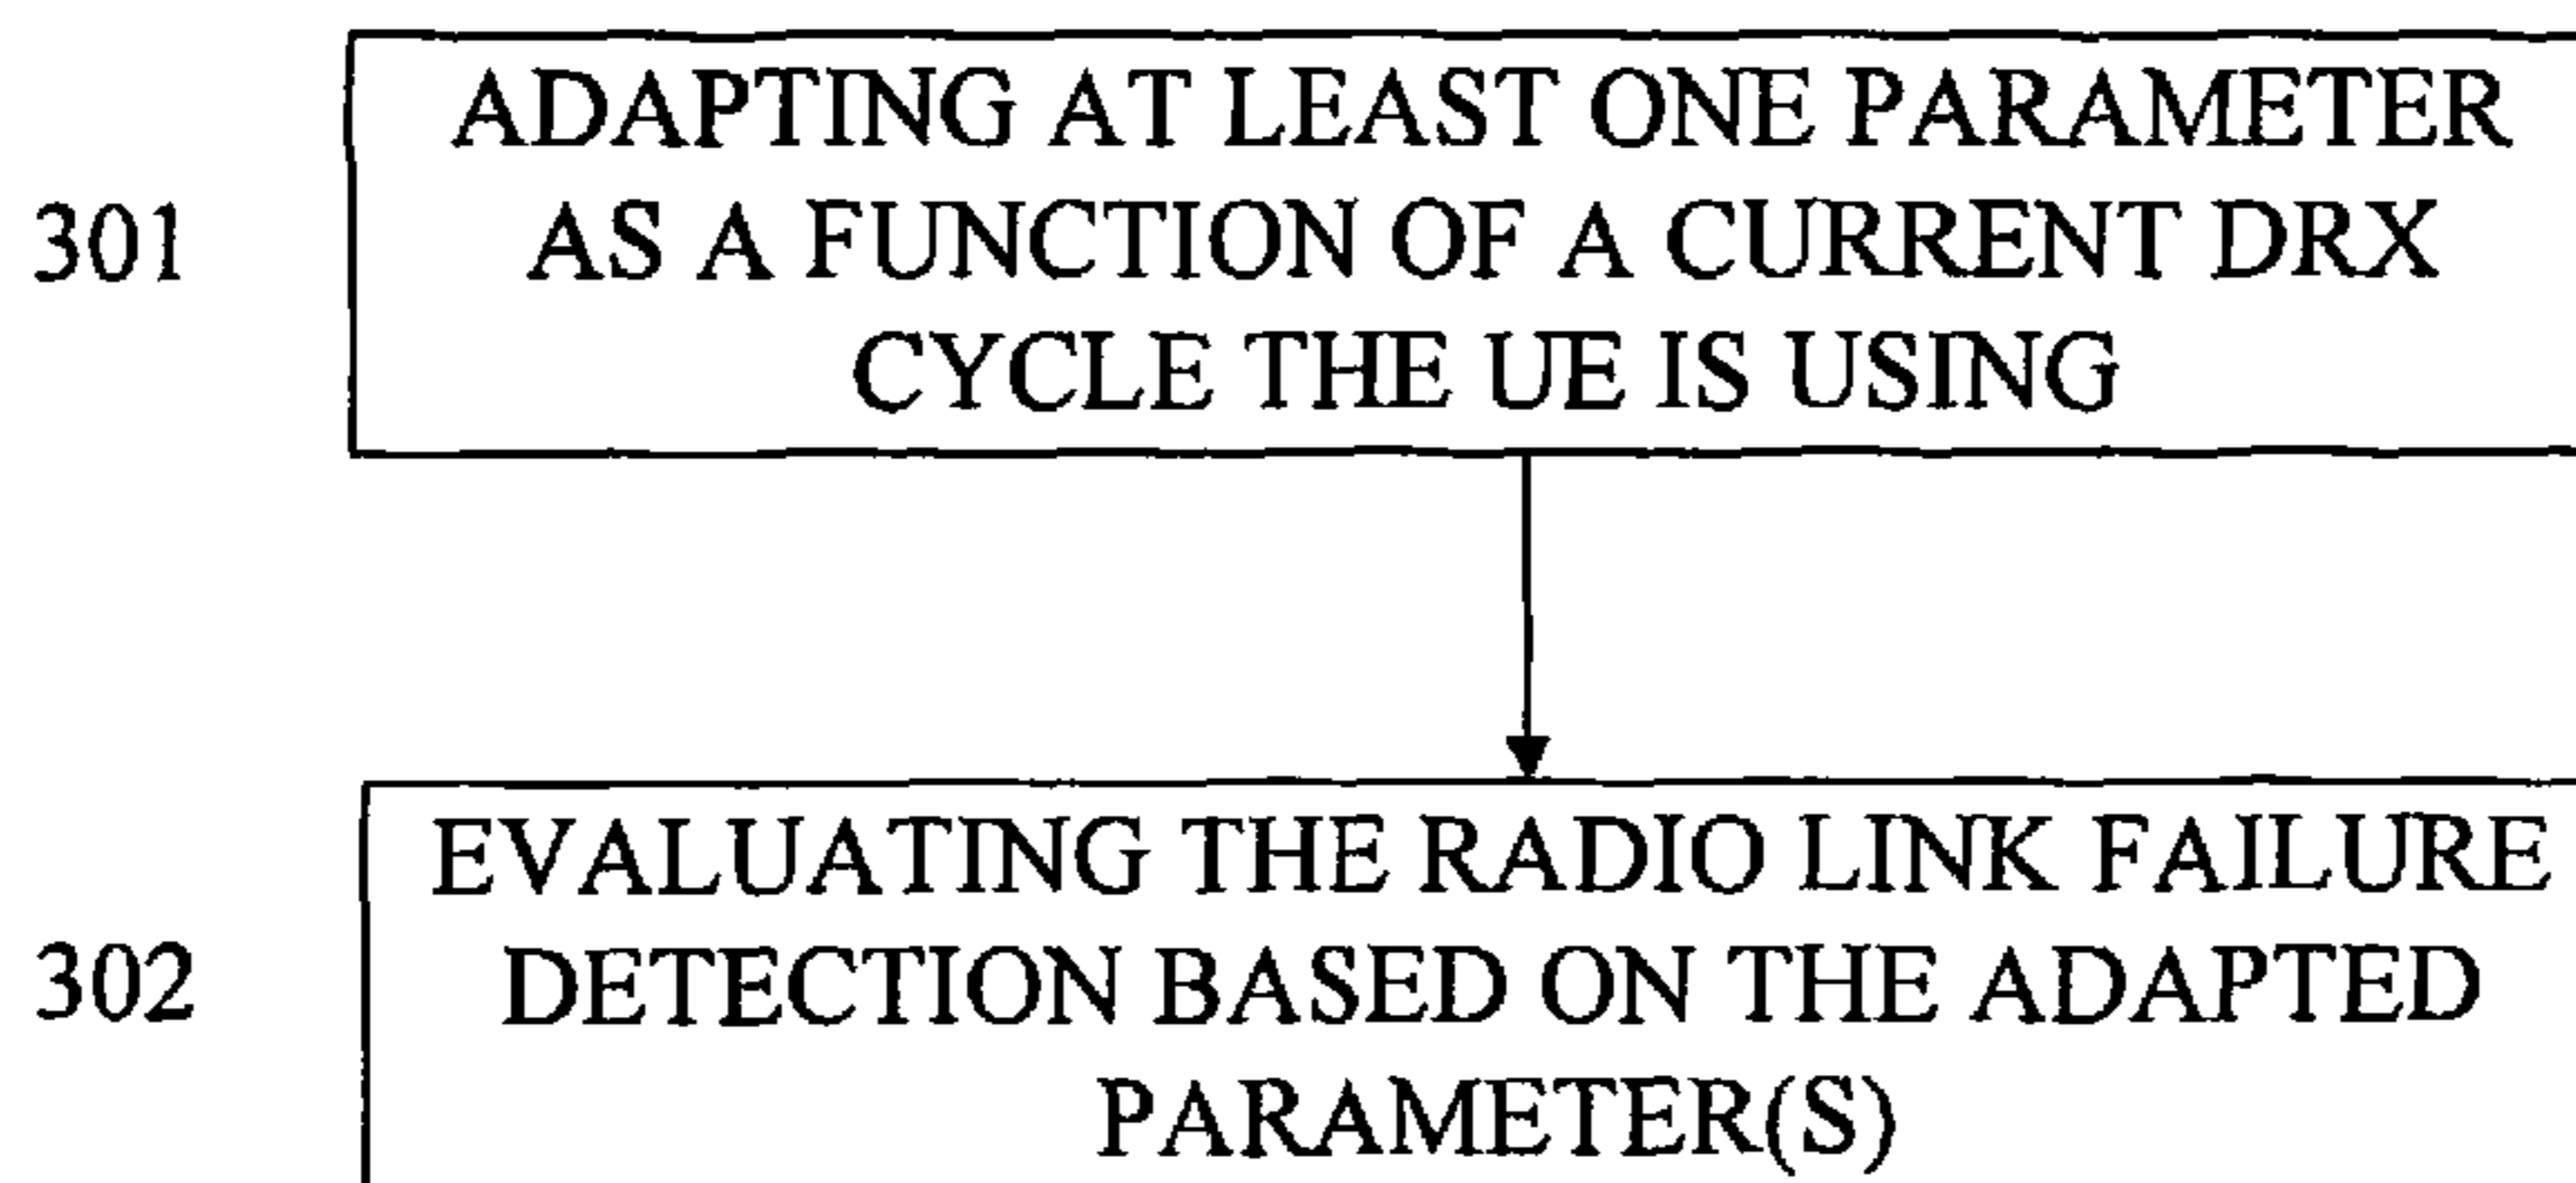 ADAPTING AT LEAST ONE PARAMETER
301 AS A FUNCTION OF A CURRENT DRX
CYCLE THE UE IS USING
EVALUATING THE RADIO LINK FAILURE
302 DETECTION BASED ON THE ADAPTED
PARAMETER(S)